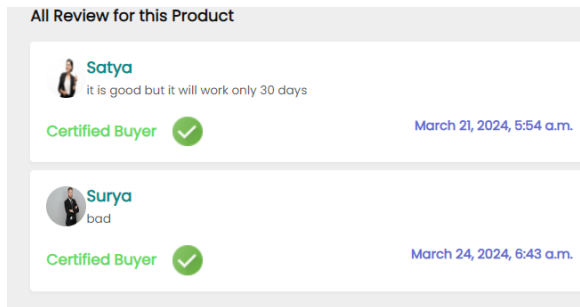 All Review for this Product
Satya
it is good but it will work only 30 days
Certified Buyer
March 21, 2024, 5:54 a.m.
Surya
bad
Certified Buyer
March 24, 2024, 6:43 a.m.